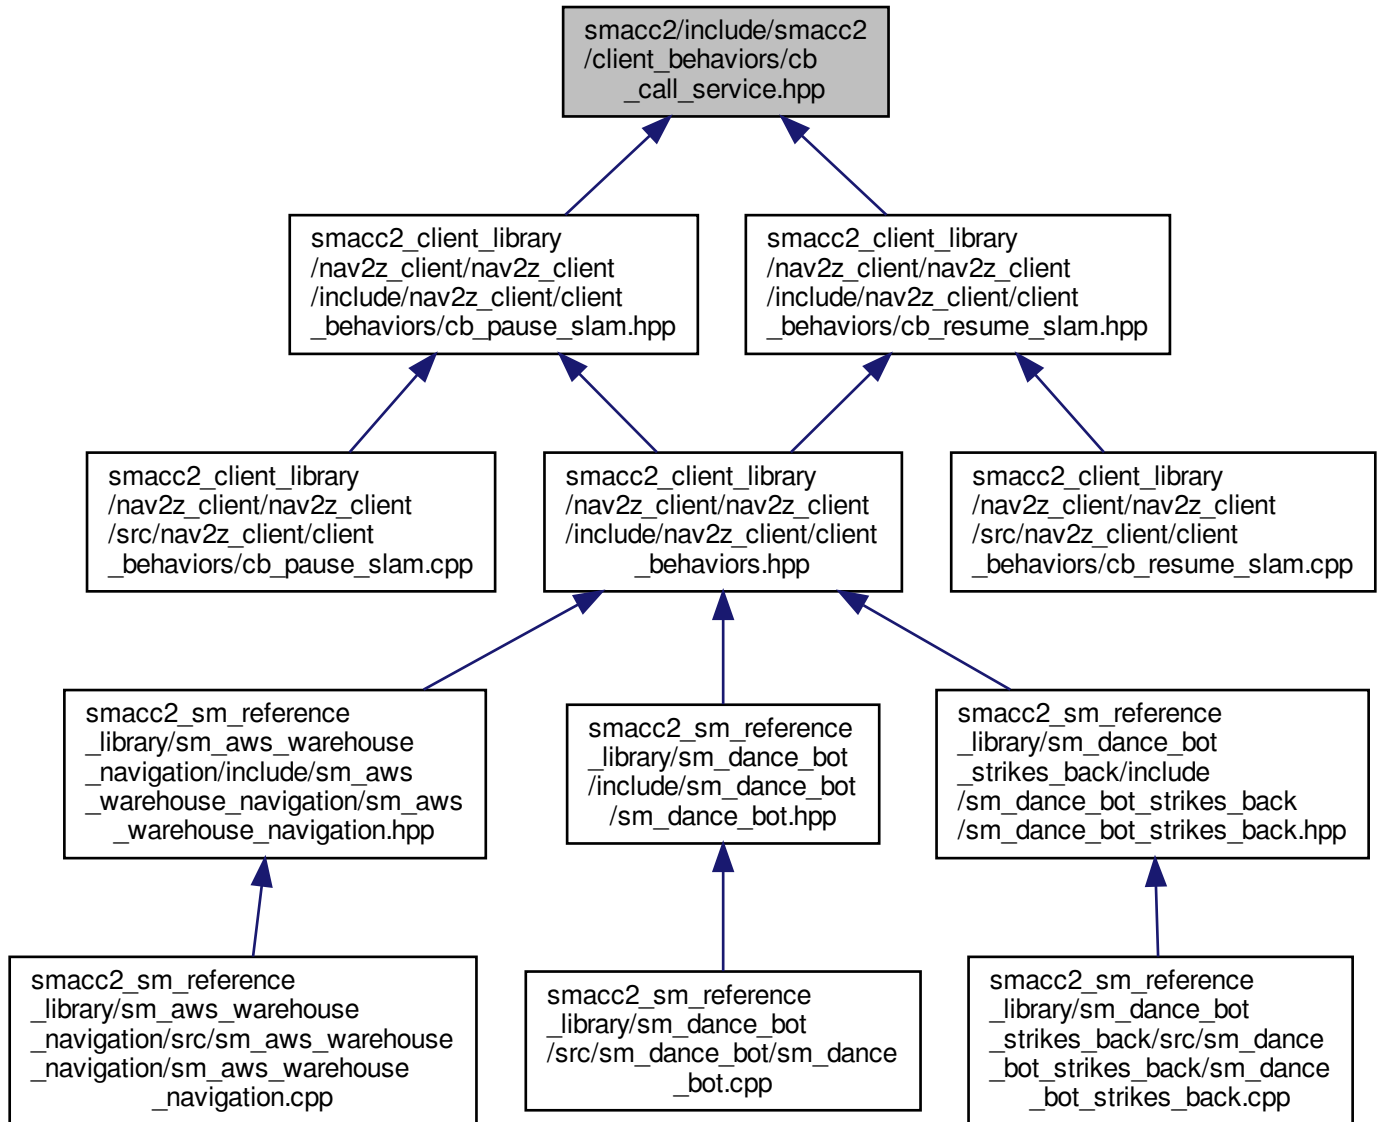 smacc2/include/smacc2
/client_behaviors/cb
_call_service.hpp
smacc2_client_library
/nav2z_client/nav2z_client
/include/nav2z_client/client
_behaviors/cb_pause_slam.hpp
smacc2_client_library
/nav2z_client/nav2z_client
/include/nav2z_client/client
_behaviors/cb_resume_slam.hpp
smacc2_client_library
/nav2z_client/nav2z_client
/src/nav2z_client/client
_behaviors/cb_pause_slam.cpp
smacc2_client_library
/nav2z_client/nav2z_client
/include/nav2z_client/client
_behaviors.hpp
smacc2_client_library
/nav2z_client/nav2z_client
/src/nav2z_client/client
_behaviors/cb_resume_slam.cpp
smacc2_sm_reference
_library/sm_aws_warehouse
_navigation/include/sm_aws
_warehouse_navigation/sm_aws
_warehouse_navigation.hpp
smacc2_sm_reference
_library/sm_dance_bot
/include/sm_dance_bot
/sm_dance_bot.hpp
smacc2_sm_reference
_library/sm_dance_bot
_strikes_back/include
/sm_dance_bot_strikes_back
/sm_dance_bot_strikes_back.hpp
smacc2_sm_reference
_library/sm_aws_warehouse
_navigation/src/sm_aws_warehouse
_navigation/sm_aws_warehouse
_navigation.cpp
smacc2_sm_reference
_library/sm_dance_bot
/src/sm_dance_bot/sm_dance
_bot.cpp
smacc2_sm_reference
_library/sm_dance_bot
_strikes_back/src/sm_dance
_bot_strikes_back/sm_dance
_bot_strikes_back.cpp